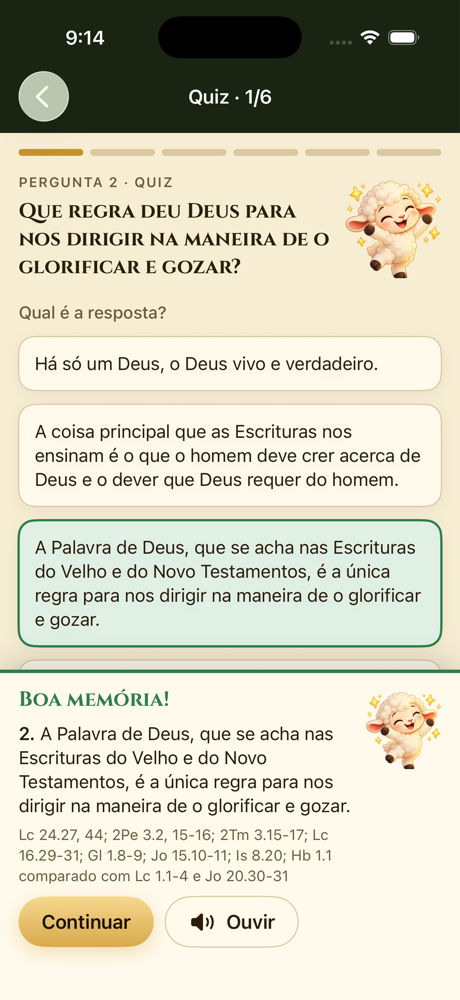 9:14
Quiz · 1/6
PERGUNTA 2 · QUIZ
Que regra deu Deus para
nos dirigir na maneira de o
glorificar e gozar?
Qual é a resposta?
Há só um Deus, o Deus vivo e verdadeiro.
A coisa principal que as Escrituras nos
ensinam é o que o homem deve crer acerca de
Deus e o dever que Deus requer do homem.
A Palavra de Deus, que se acha nas Escrituras
do Velho e do Novo Testamentos, é a única
regra para nos dirigir na maneira de o glorificar
e gozar.
Boa memória!
2. A Palavra de Deus, que se acha nas
Escrituras do Velho e do Novo
Testamentos, é a única regra para nos
dirigir na maneira de o glorificar e gozar.
Lc 24.27, 44; 2Pe 3.2, 15-16; 2Tm 3.15-17; Lc
16.29-31; Gl 1.8-9; Jo 15.10-11; Is 8.20; Hb 1.1
comparado com Lc 1.1-4 e Jo 20.30-31
Continuar
Ouvir